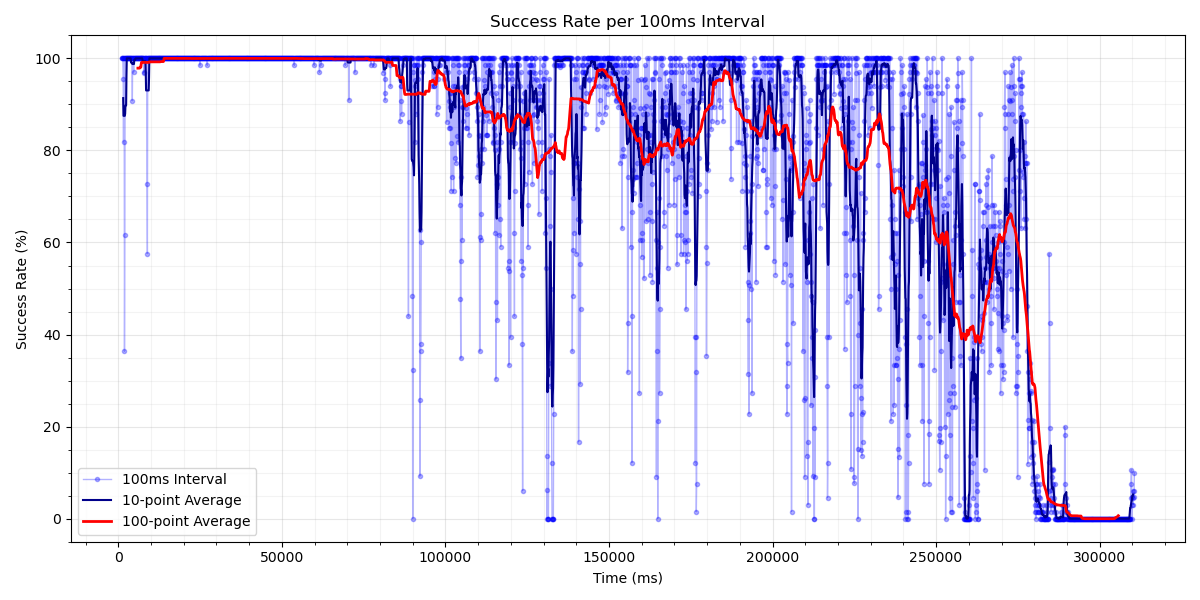 Success Rate per 100ms Interval
Success Rate (%)
100
80
60
40
20
0
100ms Interval
10-point Average
100-point Average
0
50000
100000
150000
200000
250000
300000
Time (ms)